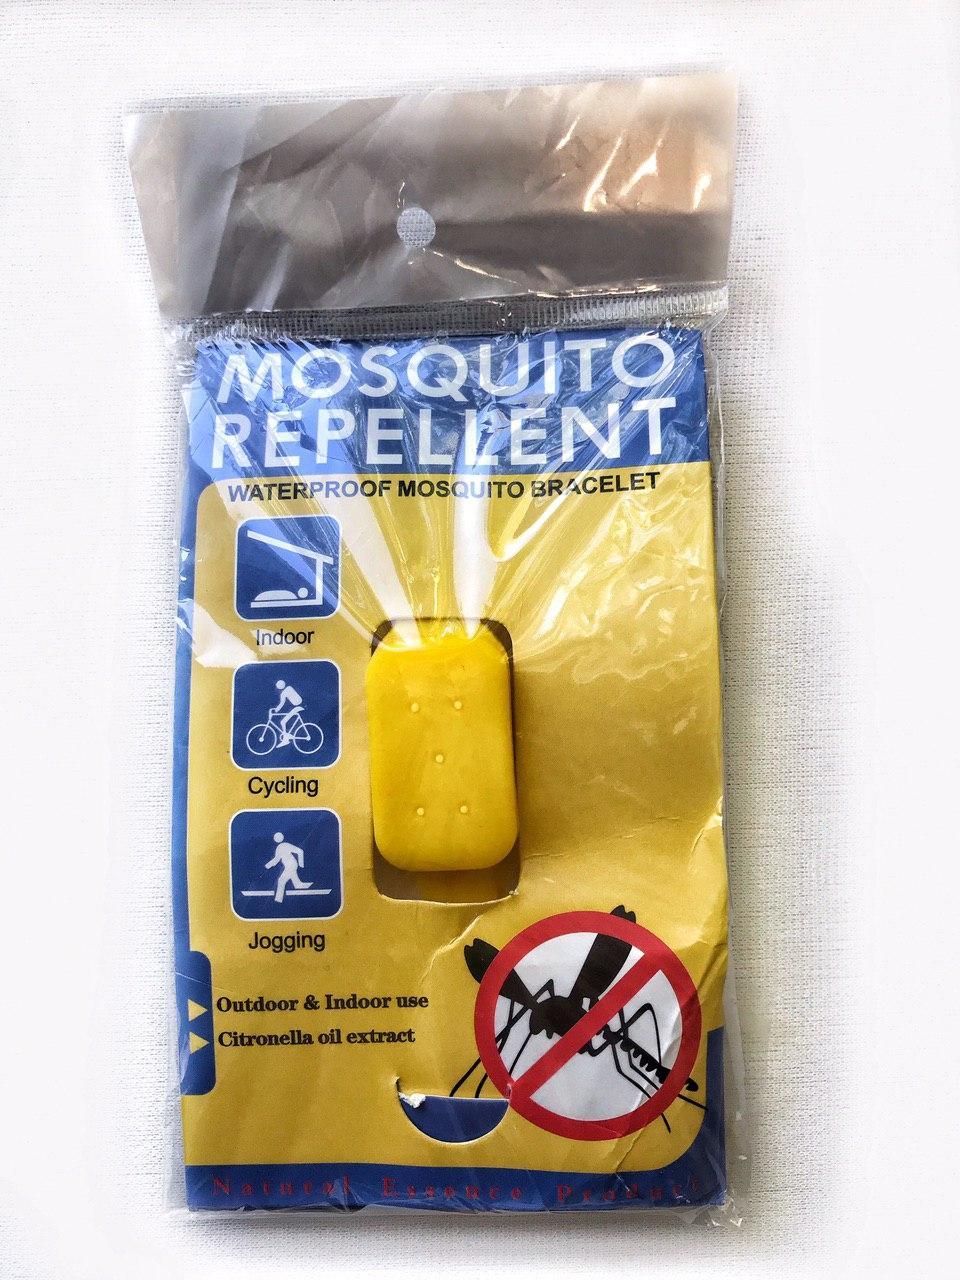 MOSQUITO
REPELLENT
WATERPROOF MOSQUITO BRACELET
Indoor
Cycling
Jogging
Outdoor & Indoor use
Citronella oil extract
Natural Essence Product